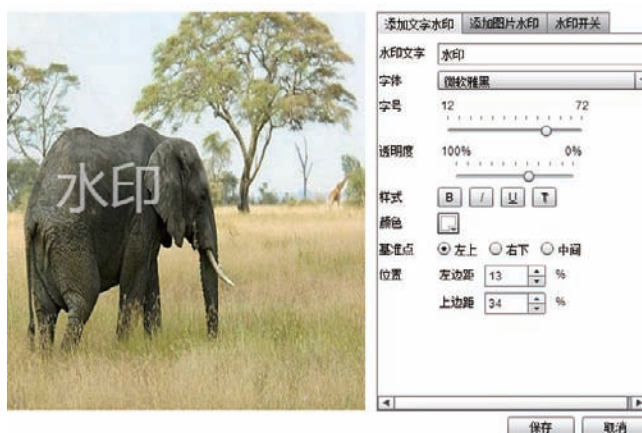 水印
添加文字水印 添加图片水印 水印开关
水印文字 水印
字体 微软雅黑
字号 12 72
透明度 100% 0%
样式 B I U T
颜色
基准点 左上 右下 中间
位置 左边距 13 %
上边距 34 %
保存 取消